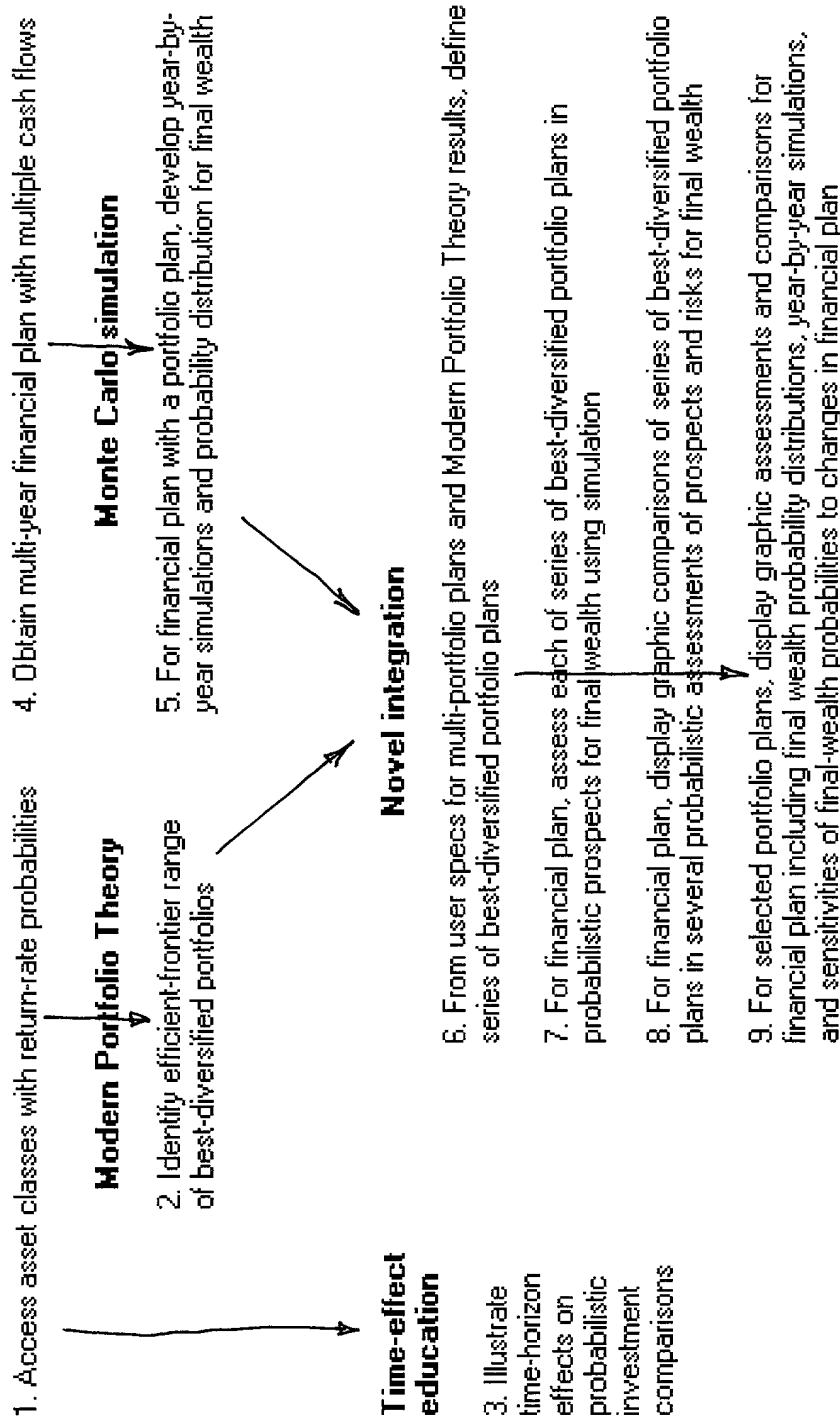 1. Access asset classes with return-rate probabilities
Modern Portfolio Theory
2. Identify efficient-frontier range
of best-diversified portfolios
Time-effect
education
3. Illustrate
time-horizon
effects on
probabilistic
investment
comparisons
4. Obtain multi-year financial plan with multiple cash flows
Monte Carlo simulation
5. For financial plan with a portfolio plan, develop year-by-
year simulations and probability distribution for final wealth
Novel integration
6. From user specs for multi-portfolio plans and Modern Portfolio Theory results, define
series of best-diversified portfolio plans
7. For financial plan, assess each of series of best-diversified portfolio plans in
probabilistic prospects for final wealth using simulation
8. For financial plan, display graphic comparisons of series of best-diversified portfolio
plans in several probabilistic assessments of prospects and risks for final wealth
9. For selected portfolio plans, display graphic assessments and comparisons for
financial plan including final wealth probability distributions, year-by-year simulations,
and sensitivities of final-wealth probabilities to changes in financial plan